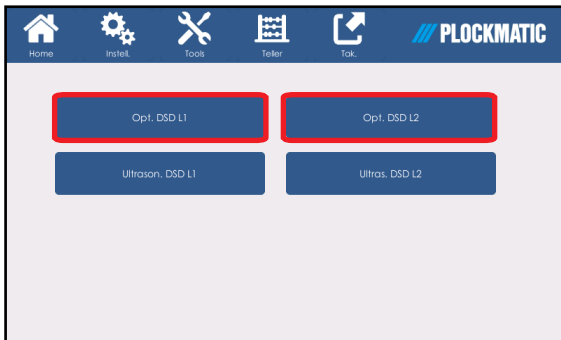 Home Instell. Tools Teller Tak. PLOCKMATIC
Opt. DSD L1 Opt. DSD L2
Ultrason. DSD L1 Ultras. DSD L2